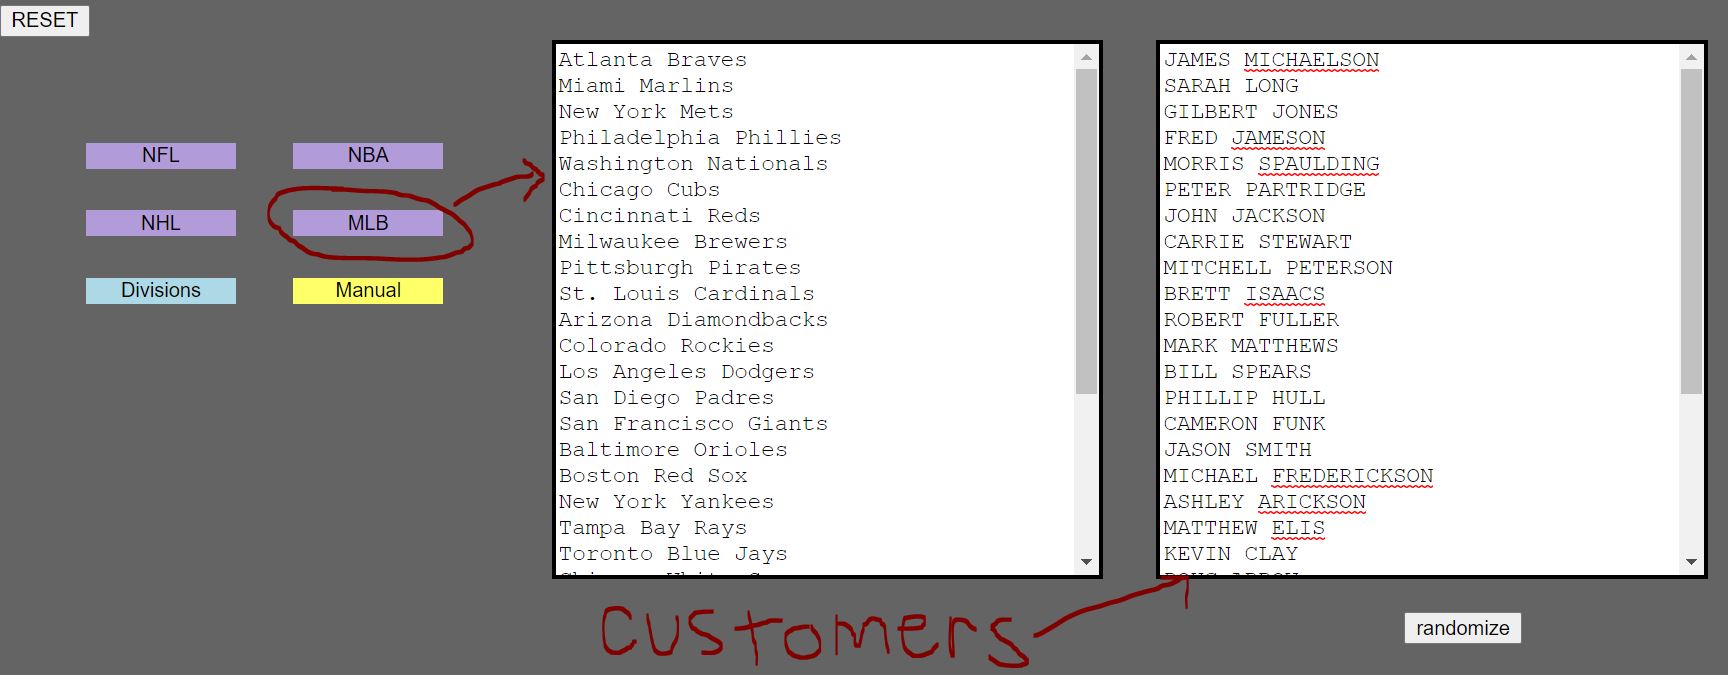 RESET
NFL
NBA
NHL
MLB
Divisions
Manual
Atlanta Braves
Miami Marlins
New York Mets
Philadelphia Phillies
Washington Nationals
Chicago Cubs
Cincinnati Reds
Milwaukee Brewers
Pittsburgh Pirates
St. Louis Cardinals
Arizona Diamondbacks
Colorado Rockies
Los Angeles Dodgers
San Diego Padres
San Francisco Giants
Baltimore Orioles
Boston Red Sox
New York Yankees
Tampa Bay Rays
Toronto Blue Jays
JAMES MICHAELSON
SARAH LONG
GILBERT JONES
FRED JAMESON
MORRIS SPAULDING
PETER PARTRIDGE
JOHN JACKSON
CARRIE STEWART
MITCHELL PETERSON
BRETT ISAACS
ROBERT FULLER
MARK MATTHEWS
BILL SPEARS
PHILLIP HULL
CAMERON FUNK
JASON SMITH
MICHAEL FREDERICKSON
ASHLEY ARICKSON
MATTHEW ELIS
KEVIN CLAY
customers
randomize